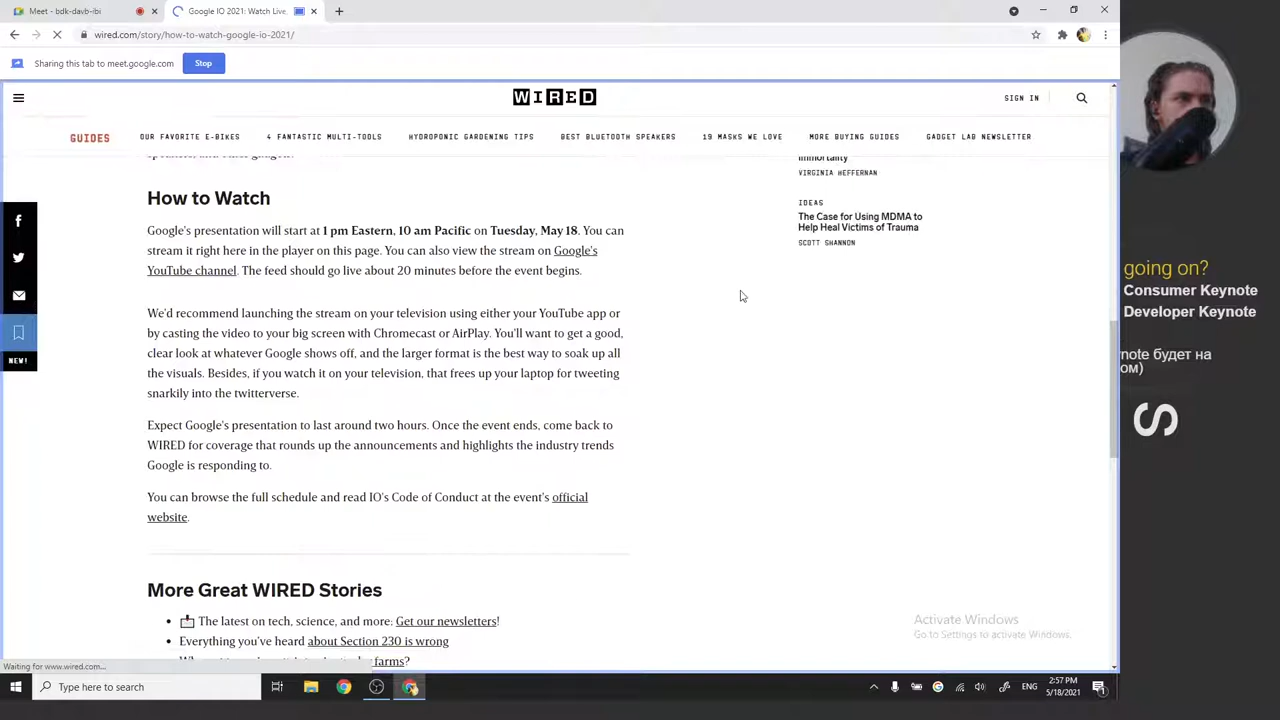 Meet - bdk-davb-ibi
Google IO 2021: Watch Live,
wired.com/story/how-to-watch-google-io-2021/
Sharing this tab to meet.google.com
Stop
WIRED
SIGN IN
GUIDES
OUR FAVORITE E-BIKES
4 FANTASTIC MULTI-TOOLS
HYDROPONIC GARDENING TIPS
BEST BLUETOOTH SPEAKERS
19 MASKS WE LOVE
MORE BUYING GUIDES
GADGET LAB NEWSLETTER
immortality
VIRGINIA HEFFERNAN
IDEAS
The Case for Using MDMA to
Help Heal Victims of Trauma
SCOTT SHANNON
How to Watch
Google's presentation will start at 1 pm Eastern, 10 am Pacific on Tuesday, May 18. You can
stream it right here in the player on this page. You can also view the stream on Google's
YouTube channel. The feed should go live about 20 minutes before the event begins.
We'd recommend launching the stream on your television using either your YouTube app or
by casting the video to your big screen with Chromecast or AirPlay. You'll want to get a good,
clear look at whatever Google shows off, and the larger format is the best way to soak up all
the visuals. Besides, if you watch it on your television, that frees up your laptop for tweeting
snarkily into the twitterverse.
Expect Google's presentation to last around two hours. Once the event ends, come back to
WIRED for coverage that rounds up the announcements and highlights the industry trends
Google is responding to.
You can browse the full schedule and read IO's Code of Conduct at the event's official
website.
More Great WIRED Stories
• The latest on tech, science, and more: Get our newsletters!
• Everything you've heard about Section 230 is wrong
farms?
NEW!
going on?
Consumer Keynote
Developer Keynote
note будет на
ом)
S
Activate Windows
Go to Settings to activate Windows.
Waiting for www.wired.com...
Type here to search
ENG
2:57 PM
5/18/2021